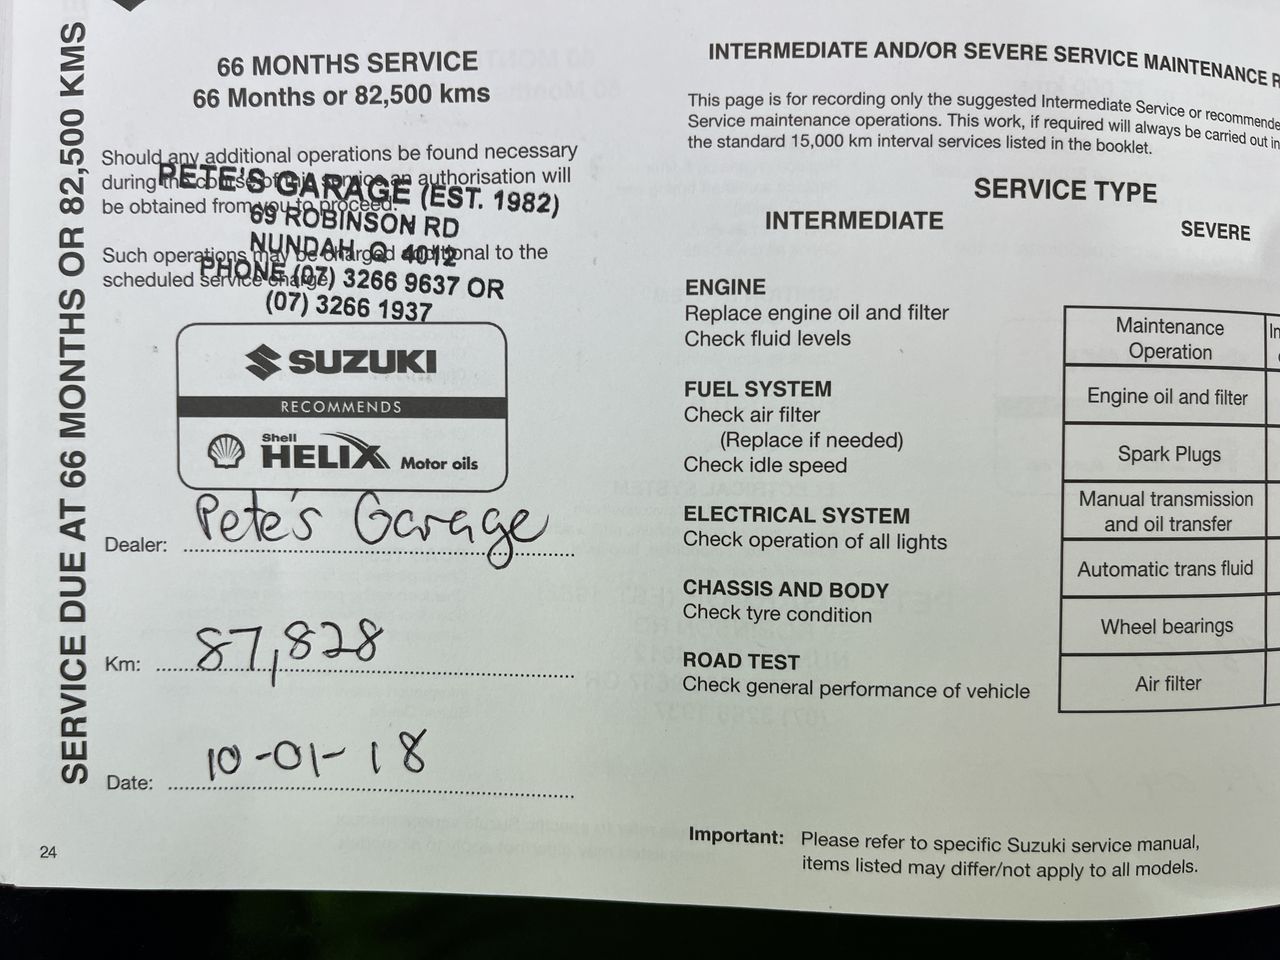 SERVICE DUE AT 66 MONTHS OR 82,500 KMS
66 MONTHS SERVICE
66 Months or 82,500 kms
Should any additional operations be found necessary
during the course of this service an authorisation will
be obtained from you to proceed.
Such operations may be charged additional to the
scheduled service charge.
PETE'S GARAGE (EST. 1982)
69 ROBINSON RD
NUNDAH Q 4012
PHONE (07) 3266 9637 OR
(07) 3266 1937
SUZUKI
RECOMMENDS
Shell
HELIX Motor oils
Dealer: Pete's Garage
Km: 87,828
Date: 10-01-18
24
INTERMEDIATE AND/OR SEVERE SERVICE MAINTENANCE
This page is for recording only the suggested Intermediate Service or recommende
Service maintenance operations. This work, if required will always be carried out in
the standard 15,000 km interval services listed in the booklet.
SERVICE TYPE
INTERMEDIATE
SEVERE
ENGINE
Replace engine oil and filter
Check fluid levels
FUEL SYSTEM
Check air filter
(Replace if needed)
Check idle speed
ELECTRICAL SYSTEM
Check operation of all lights
CHASSIS AND BODY
Check tyre condition
ROAD TEST
Check general performance of vehicle
Maintenance
Operation
Engine oil and filter
Spark Plugs
Manual transmission
and oil transfer
Automatic trans fluid
Wheel bearings
Air filter
Important: Please refer to specific Suzuki service manual,
items listed may differ/not apply to all models.